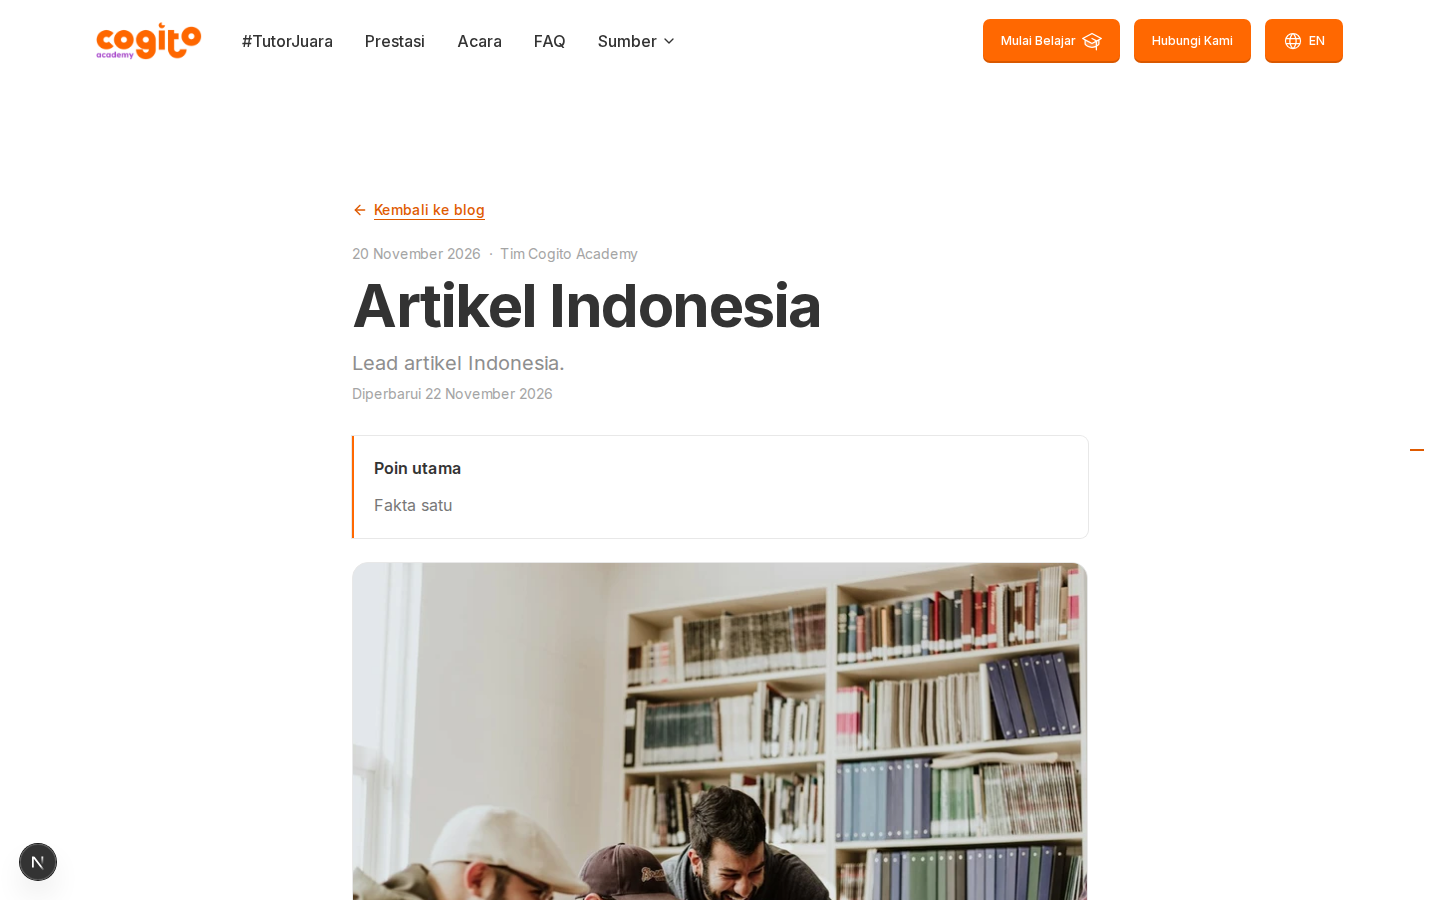 cogito
academy
#TutorJuara
Prestasi
Acara
FAQ
Sumber
Mulai Belajar
Hubungi Kami
EN
Kembali ke blog
20 November 2026 · Tim Cogito Academy
Artikel Indonesia
Lead artikel Indonesia.
Diperbarui 22 November 2026
Poin utama
Fakta satu
N